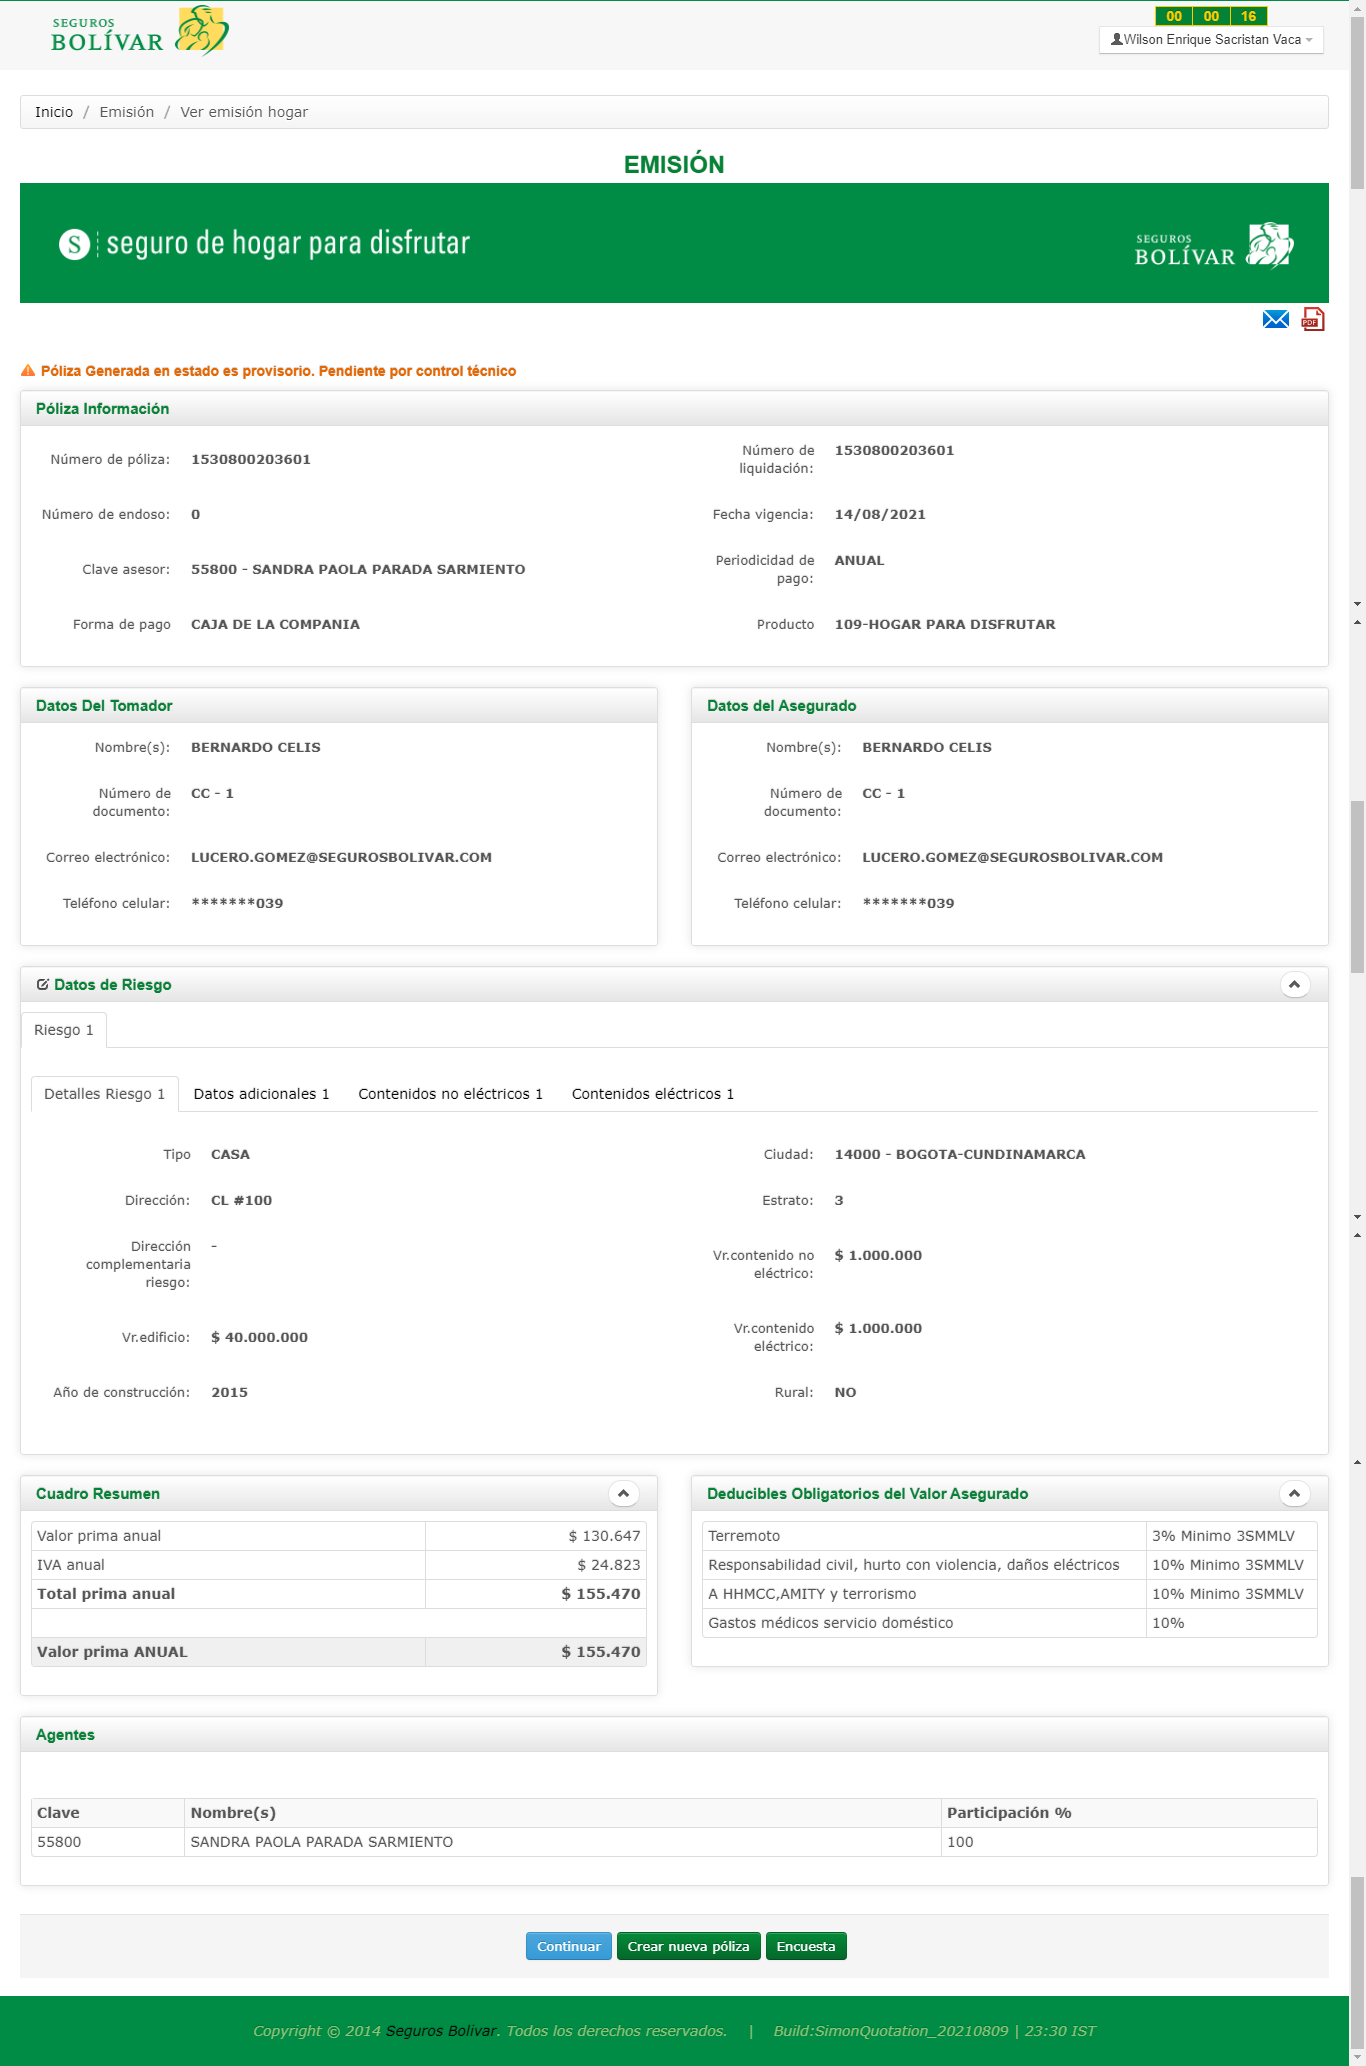 SEGUROS
BOLÍVAR
00 00 16
Wilson Enrique Sacristan Vaca
Inicio / Emisión / Ver emisión hogar
EMISIÓN
S seguro de hogar para disfrutar
SEGUROS
BOLÍVAR
PDF
Póliza Generada en estado es provisorio. Pendiente por control técnico
Póliza Información
Número de póliza: 1530800203601
Número de liquidación: 1530800203601
Número de endoso: 0
Fecha vigencia: 14/08/2021
Clave asesor: 55800 - SANDRA PAOLA PARADA SARMIENTO
Periodicidad de pago: ANUAL
Forma de pago CAJA DE LA COMPANIA
Producto 109-HOGAR PARA DISFRUTAR
Datos Del Tomador
Nombre(s): BERNARDO CELIS
Número de documento: CC - 1
Correo electrónico: LUCERO.GOMEZ@SEGUROSBOLIVAR.COM
Teléfono celular: *******039
Datos del Asegurado
Nombre(s): BERNARDO CELIS
Número de documento: CC - 1
Correo electrónico: LUCERO.GOMEZ@SEGUROSBOLIVAR.COM
Teléfono celular: *******039
Datos de Riesgo
Riesgo 1
Detalles Riesgo 1 Datos adicionales 1 Contenidos no eléctricos 1 Contenidos eléctricos 1
Tipo CASA
Ciudad: 14000 - BOGOTA-CUNDINAMARCA
Dirección: CL #100
Estrato: 3
Dirección complementaria riesgo: -
Vr.contenido no eléctrico: $ 1.000.000
Vr.edificio: $ 40.000.000
Vr.contenido eléctrico: $ 1.000.000
Año de construcción: 2015
Rural: NO
Cuadro Resumen
Valor prima anual $ 130.647
IVA anual $ 24.823
Total prima anual $ 155.470
Valor prima ANUAL $ 155.470
Deducibles Obligatorios del Valor Asegurado
Terremoto 3% Minimo 3SMMLV
Responsabilidad civil, hurto con violencia, daños eléctricos 10% Minimo 3SMMLV
A HHMCC,AMITY y terrorismo 10% Minimo 3SMMLV
Gastos médicos servicio doméstico 10%
Agentes
Clave Nombre(s) Participación %
55800 SANDRA PAOLA PARADA SARMIENTO 100
Continuar Crear nueva póliza Encuesta
Copyright © 2014 Seguros Bolivar. Todos los derechos reservados. | Build:SimonQuotation_20210809 | 23:30 IST